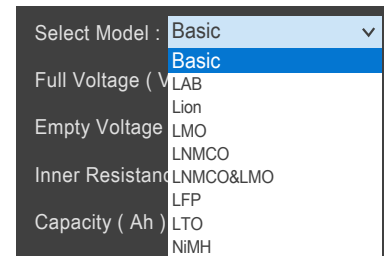 Select Model : Basic
Basic
Full Voltage ( V
LAB
Lion
Empty Voltage
LMO
LNMCO
Inner Resistanc
LNMCO&LMO
LFP
Capacity ( Ah )
LTO
NiMH